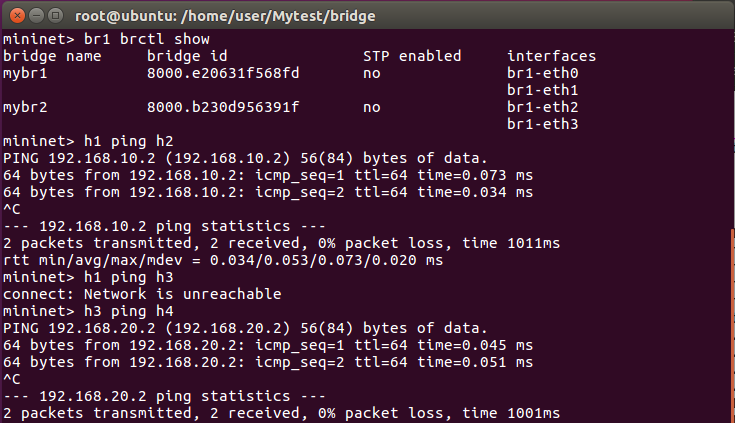 root@ubuntu: /home/user/Mytest/bridge
mininet> br1 brctl show
bridge name     bridge id               STP enabled     interfaces
mybr1           8000.e20631f568fd       no              br1-eth0
                                                        br1-eth1
mybr2           8000.b230d956391f       no              br1-eth2
                                                        br1-eth3
mininet> h1 ping h2
PING 192.168.10.2 (192.168.10.2) 56(84) bytes of data.
64 bytes from 192.168.10.2: icmp_seq=1 ttl=64 time=0.073 ms
64 bytes from 192.168.10.2: icmp_seq=2 ttl=64 time=0.034 ms
^C
--- 192.168.10.2 ping statistics ---
2 packets transmitted, 2 received, 0% packet loss, time 1011ms
rtt min/avg/max/mdev = 0.034/0.053/0.073/0.020 ms
mininet> h1 ping h3
connect: Network is unreachable
mininet> h3 ping h4
PING 192.168.20.2 (192.168.20.2) 56(84) bytes of data.
64 bytes from 192.168.20.2: icmp_seq=1 ttl=64 time=0.045 ms
64 bytes from 192.168.20.2: icmp_seq=2 ttl=64 time=0.051 ms
^C
--- 192.168.20.2 ping statistics ---
2 packets transmitted, 2 received, 0% packet loss, time 1001ms